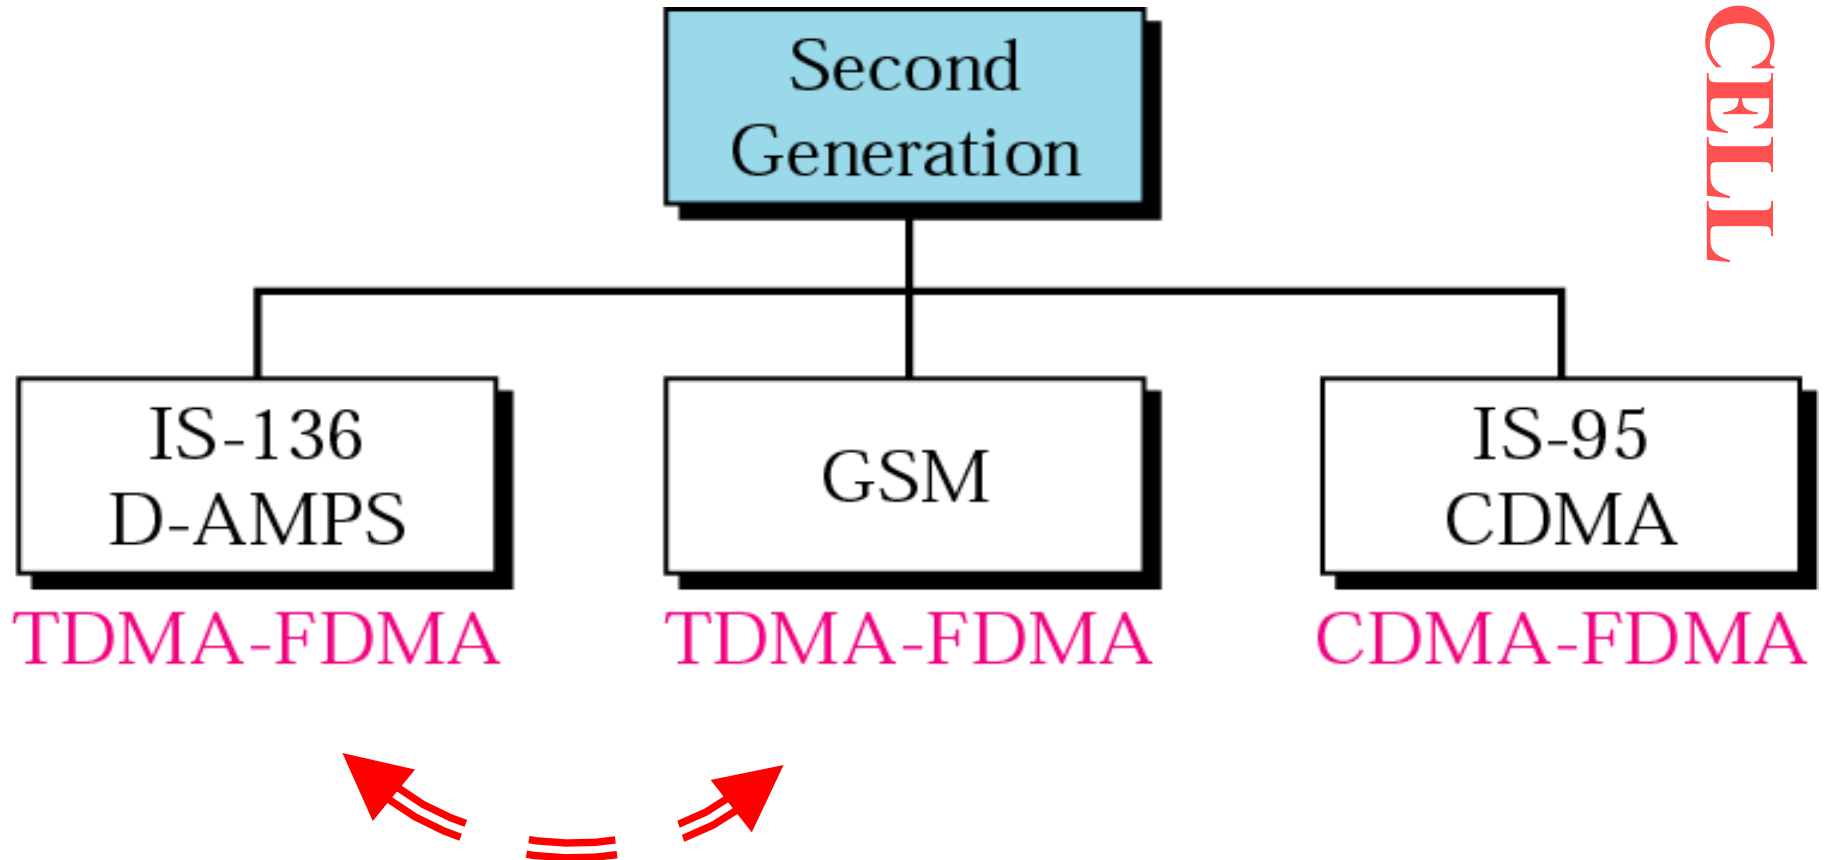 Second
Generation
CELL
IS-136
D-AMPS
GSM
IS-95
CDMA
TDMA-FDMA
TDMA-FDMA
CDMA-FDMA